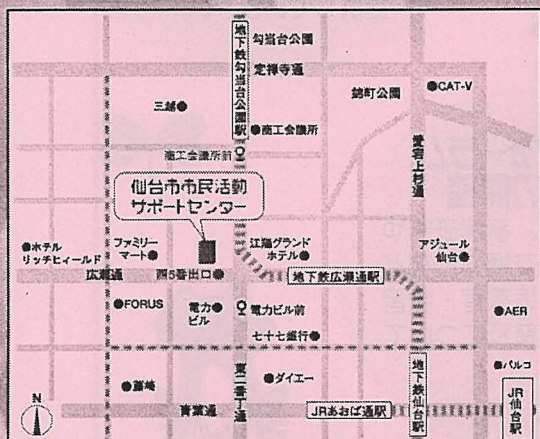 勾当台公園
地下鉄勾当台公園駅
定禅寺通
錦町公園
●CAT-V
三越●
●商工会議所
愛宕上杉通
商工会議所前
仙台市市民活動
サポートセンター
●ホテル
リッチフィールド
ファミリー
マート●
江陽グランド
ホテル●
アジュール
仙台●
広瀬通
西5番出口●
地下鉄広瀬通駅
●FORUS
電力●
ビル
電力ビル前
●AER
七十七銀行●
東二番丁通
地下鉄仙台駅
●パルコ
●藤崎
●ダイエー
JR
仙台駅
N
青葉通
JRあおば通駅